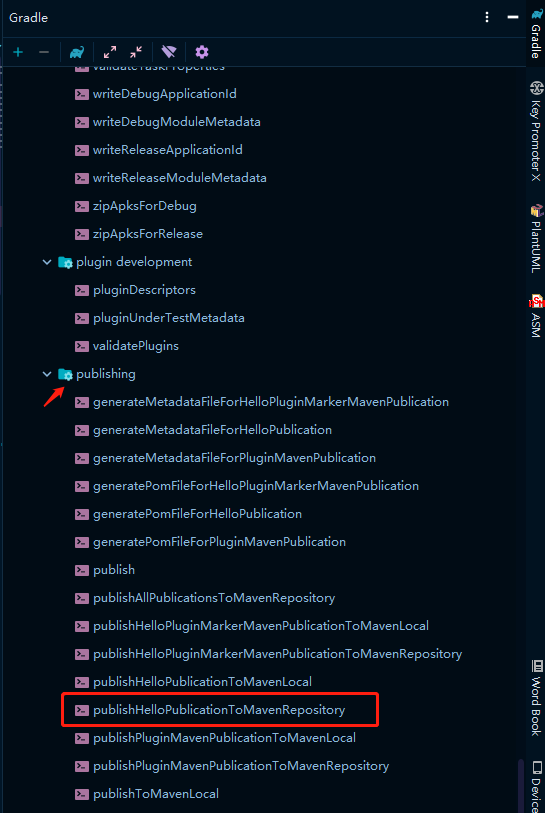 Gradle
validateTaskProperties
writeDebugApplicationId
writeDebugModuleMetadata
writeReleaseApplicationId
writeReleaseModuleMetadata
zipApksForDebug
zipApksForRelease
plugin development
pluginDescriptors
pluginUnderTestMetadata
validatePlugins
publishing
generateMetadataFileForHelloPluginMarkerMavenPublication
generateMetadataFileForHelloPublication
generateMetadataFileForPluginMavenPublication
generatePomFileForHelloPluginMarkerMavenPublication
generatePomFileForHelloPublication
generatePomFileForPluginMavenPublication
publish
publishAllPublicationsToMavenRepository
publishHelloPluginMarkerMavenPublicationToMavenLocal
publishHelloPluginMarkerMavenPublicationToMavenRepository
publishHelloPublicationToMavenLocal
publishHelloPublicationToMavenRepository
publishPluginMavenPublicationToMavenLocal
publishPluginMavenPublicationToMavenRepository
publishToMavenLocal
Gradle
Key Promoter X
PlantUML
ASM
Word Book
Device